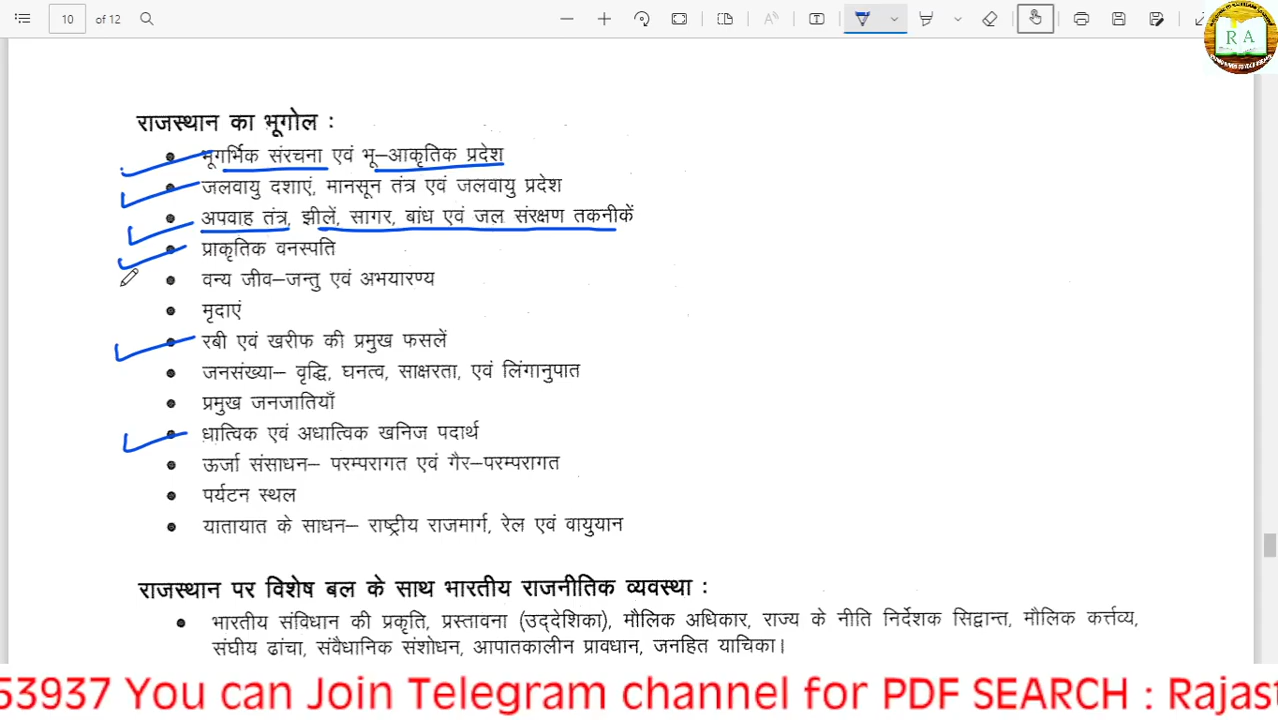 10 of 12
RA
राजस्थान का भूगोल :
• भूगर्भिक संरचना एवं भू–आकृतिक प्रदेश
• जलवायु दशाएं, मानसून तंत्र एवं जलवायु प्रदेश
• अपवाह तंत्र, झीलें, सागर, बांध एवं जल संरक्षण तकनीकें
• प्राकृतिक वनस्पति
• वन्य जीव–जन्तु एवं अभयारण्य
• मृदाएं
• रबी एवं खरीफ की प्रमुख फसलें
• जनसंख्या– वृद्धि, घनत्व, साक्षरता, एवं लिंगानुपात
• प्रमुख जनजातियाँ
• धात्विक एवं अधात्विक खनिज पदार्थ
• ऊर्जा संसाधन– परम्परागत एवं गैर–परम्परागत
• पर्यटन स्थल
• यातायात के साधन– राष्ट्रीय राजमार्ग, रेल एवं वायुयान
राजस्थान पर विशेष बल के साथ भारतीय राजनीतिक व्यवस्था :
• भारतीय संविधान की प्रकृति, प्रस्तावना (उद्देशिका), मौलिक अधिकार, राज्य के नीति निर्देशक सिद्वान्त, मौलिक कर्त्तव्य,
संघीय ढांचा, संवैधानिक संशोधन, आपातकालीन प्रावधान, जनहित याचिका।
53937 You can Join Telegram channel for PDF SEARCH : Rajast